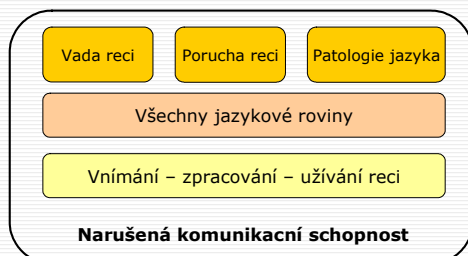 Vada reci
Porucha reci
Patologie jazyka
Všechny jazykové roviny
Vnímání – zpracování – užívání reci
Narušená komunikacní schopnost